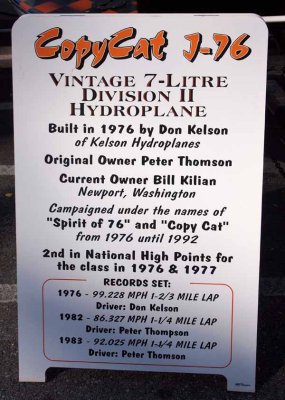 CopyCat J-76
VINTAGE 7-LITRE
DIVISION II
HYDROPLANE
Built in 1976 by Don Kelson
of Kelson Hydroplanes
Original Owner Peter Thomson
Current Owner Bill Kilian
Newport, Washington
Campaigned under the names of
"Spirit of 76" and "Copy Cat"
from 1976 until 1992
2nd in National High Points for
the class in 1976 & 1977
RECORDS SET:
1976 - 99.228 MPH 1-2/3 MILE LAP
Driver: Don Kelson
1982 - 86.327 MPH 1-1/4 MILE LAP
Driver: Peter Thompson
1983 - 92.025 MPH 1-1/4 MILE LAP
Driver: Peter Thomson